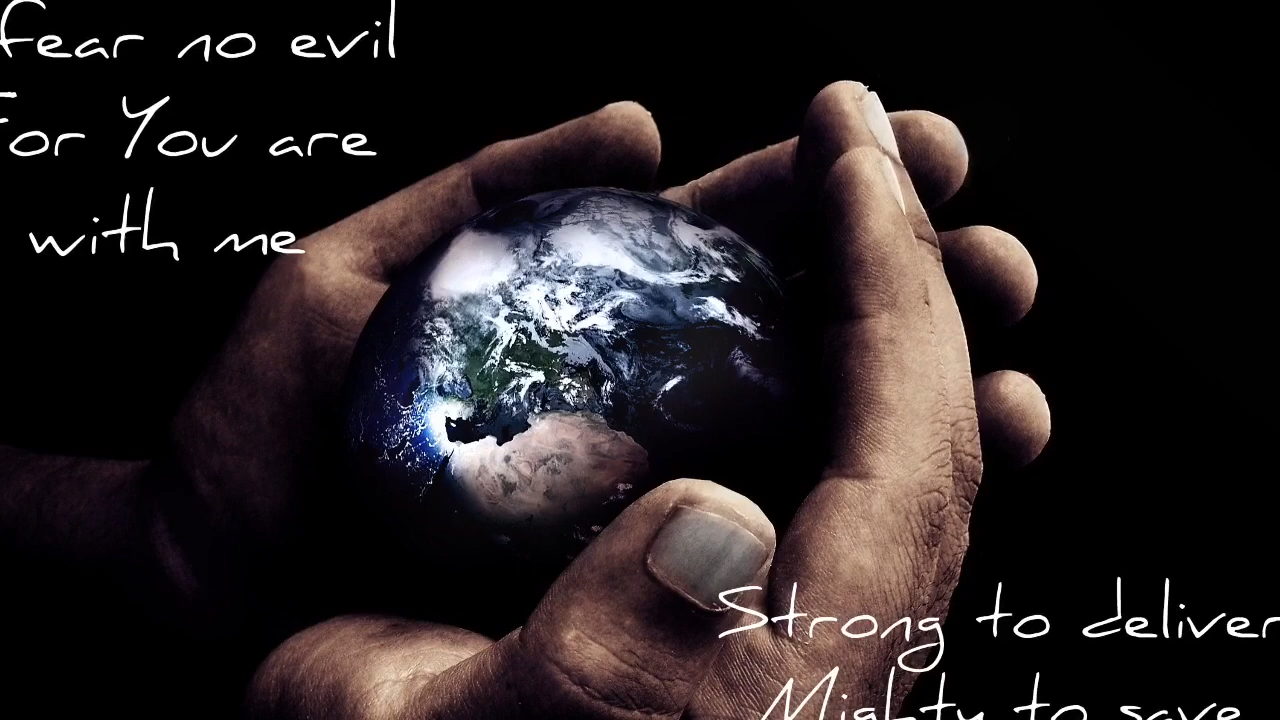 fear no evil
For You are
with me
Strong to deliver
Mighty to save